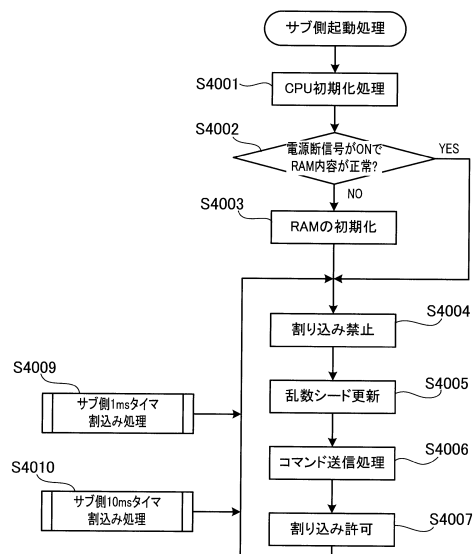 サブ側起動処理
S4001
CPU初期化処理
S4002
電源断信号がONで
RAM内容が正常?
YES
NO
S4003
RAMの初期化
S4004
割り込み禁止
S4009
サブ側1msタイマ
割込み処理
S4005
乱数シード更新
S4006
コマンド送信処理
S4010
サブ側10msタイマ
割込み処理
S4007
割り込み許可